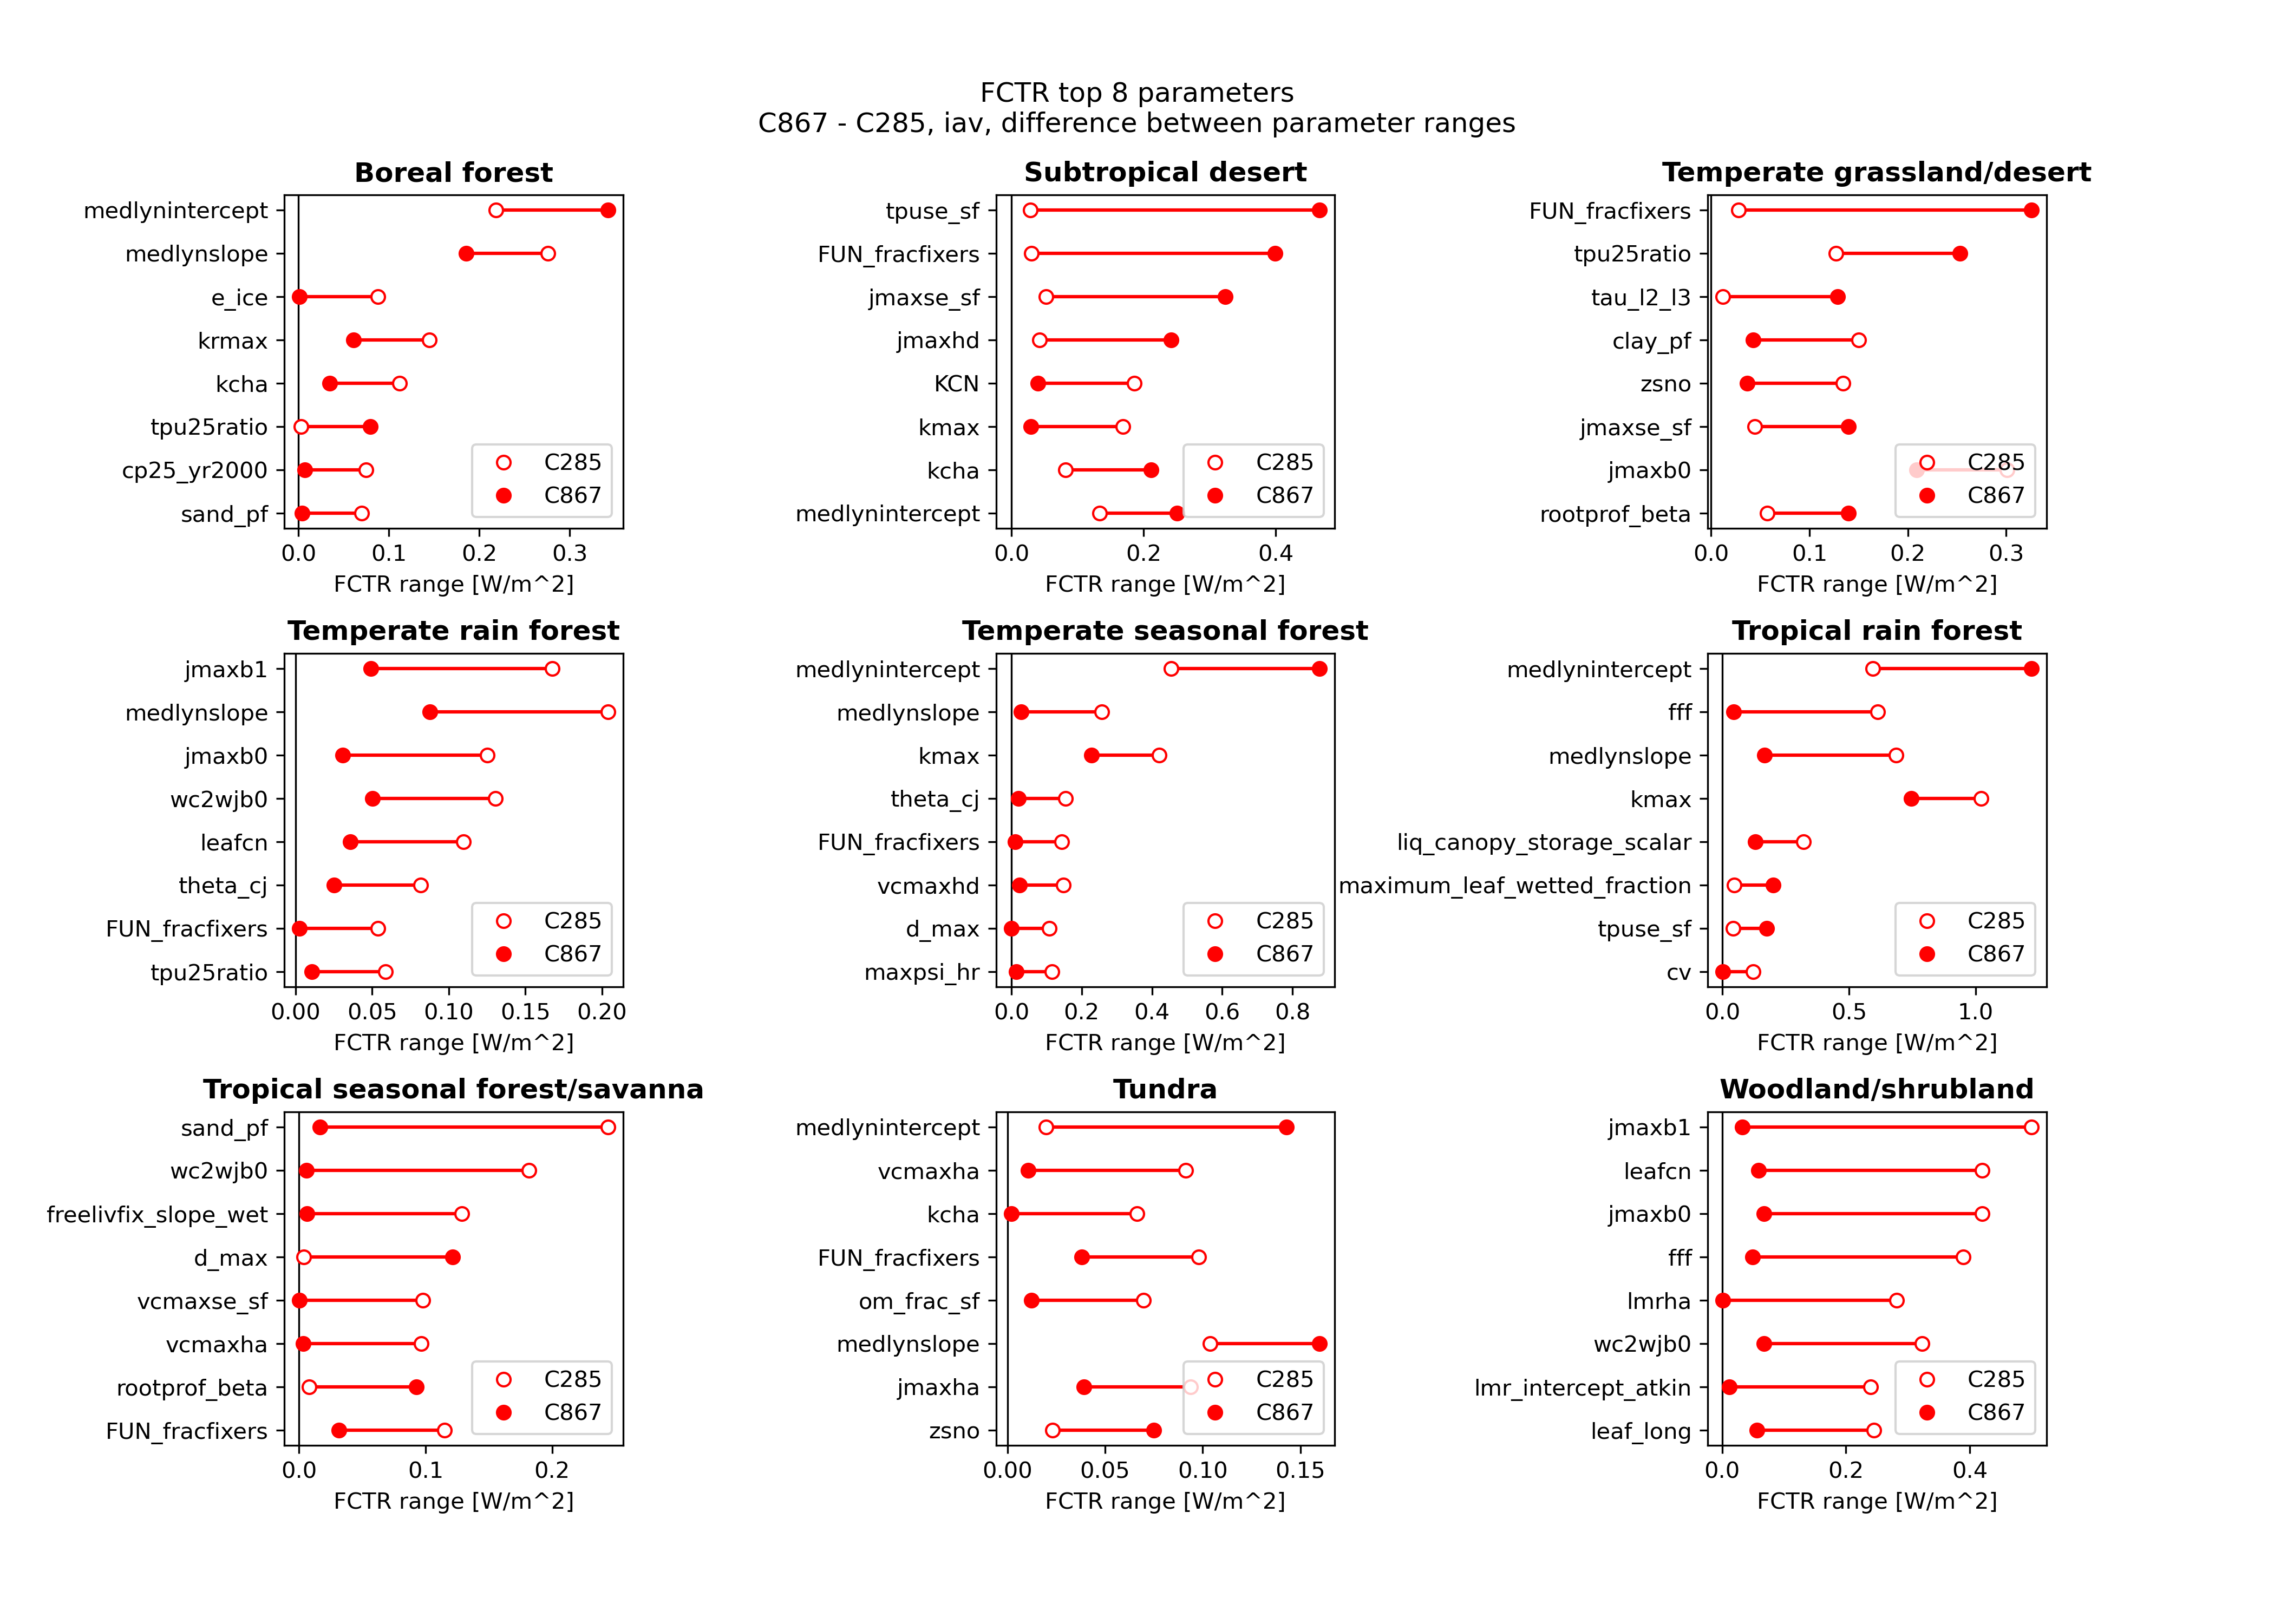 FCTR top 8 parameters
C867 - C285, iav, difference between parameter ranges
Boreal forest
medlynintercept
medlynslope
e_ice
krmax
kcha
tpu25ratio
cp25_yr2000
sand_pf
C285
C867
0.0 0.1 0.2 0.3
FCTR range [W/m^2]
Subtropical desert
tpuse_sf
FUN_fracfixers
jmaxse_sf
jmaxhd
KCN
kmax
kcha
medlynintercept
C285
C867
0.0 0.2 0.4
FCTR range [W/m^2]
Temperate grassland/desert
FUN_fracfixers
tpu25ratio
tau_l2_l3
clay_pf
zsno
jmaxse_sf
jmaxb0
rootprof_beta
C285
C867
0.0 0.1 0.2 0.3
FCTR range [W/m^2]
Temperate rain forest
jmaxb1
medlynslope
jmaxb0
wc2wjb0
leafcn
theta_cj
FUN_fracfixers
tpu25ratio
C285
C867
0.00 0.05 0.10 0.15 0.20
FCTR range [W/m^2]
Temperate seasonal forest
medlynintercept
medlynslope
kmax
theta_cj
FUN_fracfixers
vcmaxhd
d_max
maxpsi_hr
C285
C867
0.0 0.2 0.4 0.6 0.8
FCTR range [W/m^2]
Tropical rain forest
medlynintercept
fff
medlynslope
kmax
liq_canopy_storage_scalar
maximum_leaf_wetted_fraction
tpuse_sf
cv
C285
C867
0.0 0.5 1.0
FCTR range [W/m^2]
Tropical seasonal forest/savanna
sand_pf
wc2wjb0
freelivfix_slope_wet
d_max
vcmaxse_sf
vcmaxha
rootprof_beta
FUN_fracfixers
C285
C867
0.0 0.1 0.2
FCTR range [W/m^2]
Tundra
medlynintercept
vcmaxha
kcha
FUN_fracfixers
om_frac_sf
medlynslope
jmaxha
zsno
C285
C867
0.00 0.05 0.10 0.15
FCTR range [W/m^2]
Woodland/shrubland
jmaxb1
leafcn
jmaxb0
fff
lmrha
wc2wjb0
lmr_intercept_atkin
leaf_long
C285
C867
0.0 0.2 0.4
FCTR range [W/m^2]